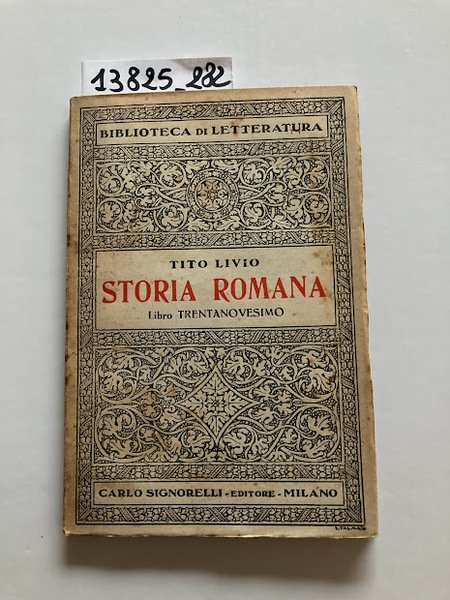 13825_282
BIBLIOTECA DI LETTERATURA
TITO LIVIO
STORIA ROMANA
Libro TRENTANOVESIMO
CARLO SIGNORELLI - EDITORE - MILANO